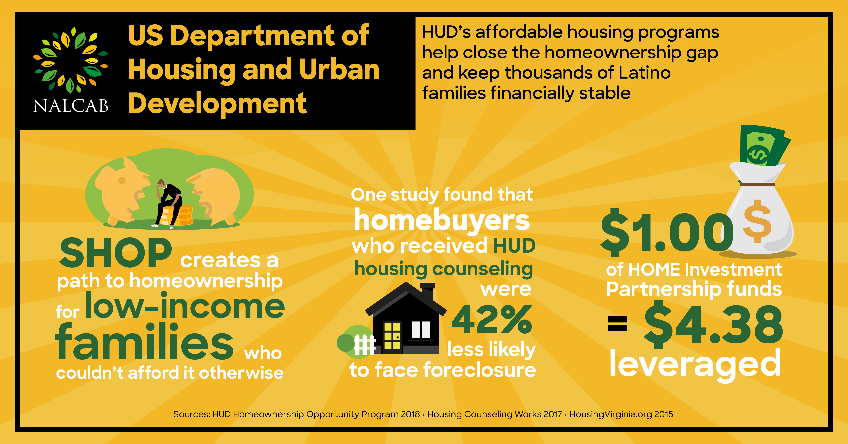 NALCAB
US Department of
Housing and Urban
Development
HUD's affordable housing programs
help close the homeownership gap
and keep thousands of Latino
families financially stable
SHOP creates a
path to homeownership
for low-income
families who
couldn't afford it otherwise
One study found that
homebuyers
who received HUD
housing counseling
were
42%
less likely
to face foreclosure
$
$
$1.00
of HOME Investment
Partnership funds
= $4.38
leveraged
Sources: HUD Homeownership Opportunity Program 2018 · Housing Counseling Works 2017 · HousingVirginia.org 2015